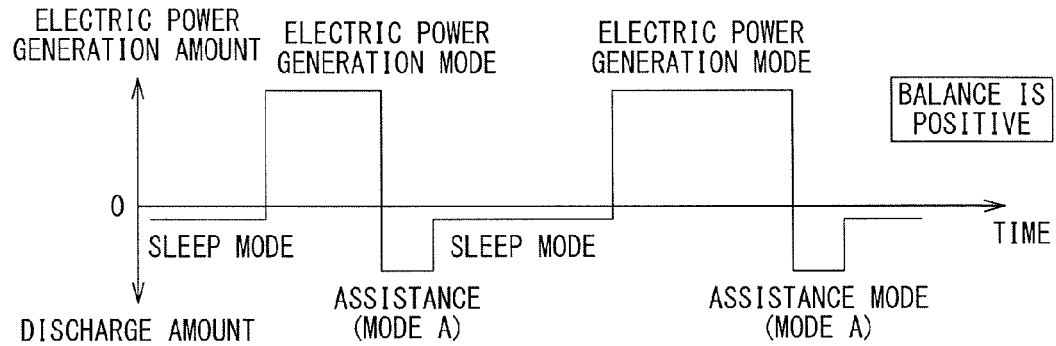 ELECTRIC POWER
GENERATION AMOUNT
ELECTRIC POWER
GENERATION MODE
ELECTRIC POWER
GENERATION MODE
BALANCE IS
POSITIVE
0
TIME
SLEEP MODE
SLEEP MODE
ASSISTANCE
(MODE A)
ASSISTANCE MODE
(MODE A)
DISCHARGE AMOUNT